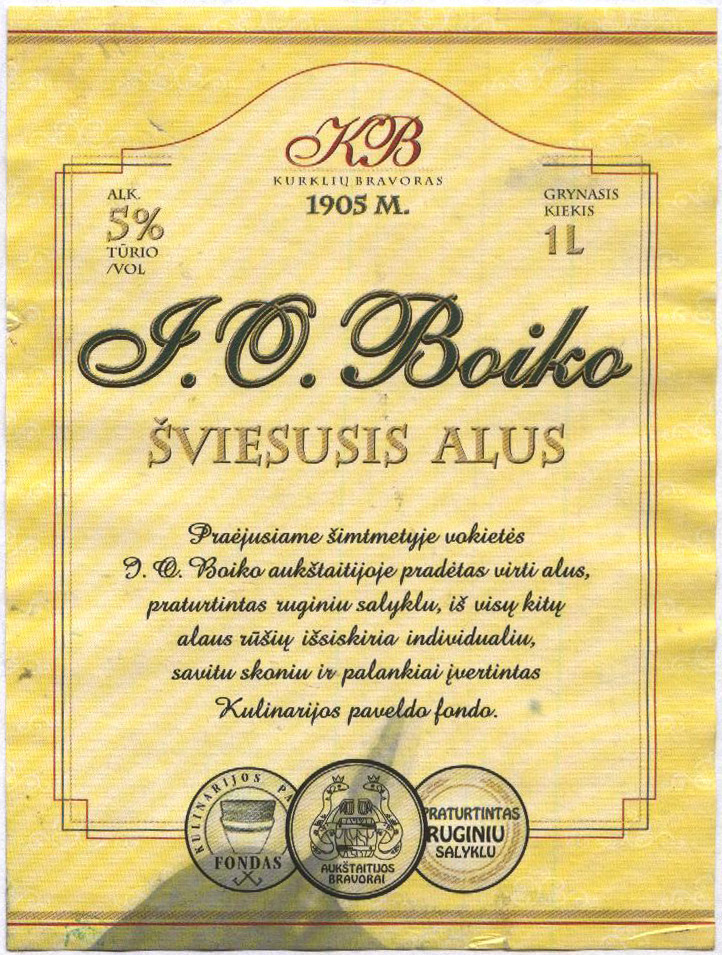 KB
KURKLIŲ BRAVORAS
1905 M.
ALK.
5%
TŪRIO
/VOL
GRYNASIS
KIEKIS
1L
I. O. Boiko
ŠVIESUSIS ALUS
Praėjusiame šimtmetyje vokietės
I. O. Boiko aukštaitijoje pradėtas virti alus,
praturtintas ruginiu salyklu, iš visų kitų
alaus rūšių išsiskiria individualiu,
savitu skoniu ir palankiai įvertintas
Kulinarijos paveldo fondo.
KULINARIJOS PA
FONDAS
AUKŠTAITIJOS
BRAVORAI
PRATURTINTAS
RUGINIU
SALYKLU